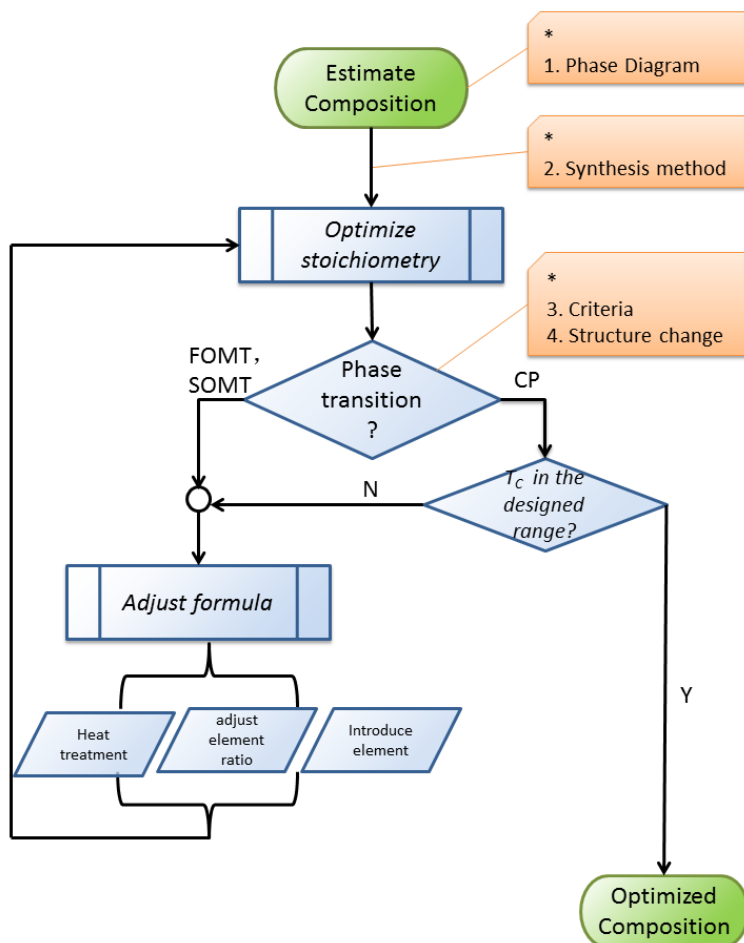 Estimate
Composition
*
1. Phase Diagram
*
2. Synthesis method
Optimize
stoichiometry
*
3. Criteria
4. Structure change
FOMT，
SOMT
Phase
transition
?
CP
N
T_C in the
designed
range?
Adjust formula
Y
Heat
treatment
adjust
element
ratio
Introduce
element
Optimized
Composition